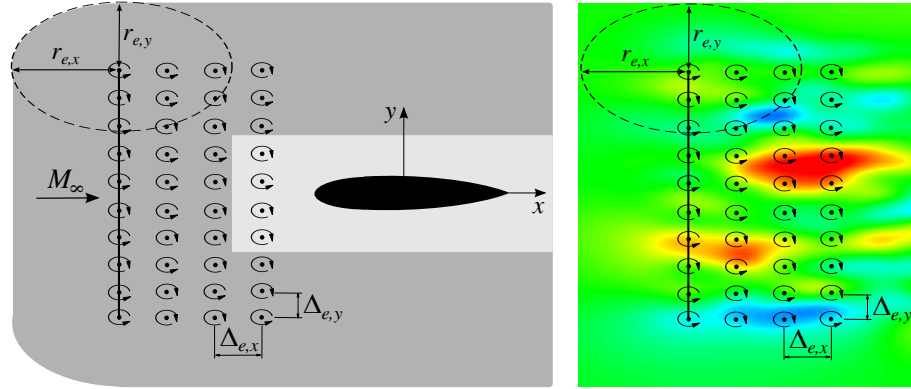 r_{e,y}
r_{e,x}
y
M_∞
x
Δ_{e,y}
Δ_{e,x}
r_{e,y}
r_{e,x}
Δ_{e,y}
Δ_{e,x}